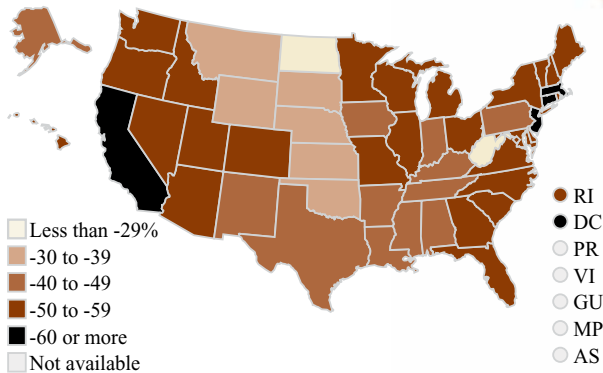 Less than -29%
-30 to -39
-40 to -49
-50 to -59
-60 or more
Not available
RI
DC
PR
VI
GU
MP
AS